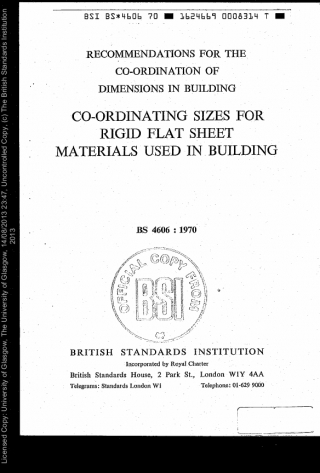 BSI BS*4606 70 ■ 1624669 0008314 T ■
RECOMMENDATIONS FOR THE
CO-ORDINATION OF
DIMENSIONS IN BUILDING
CO-ORDINATING SIZES FOR
RIGID FLAT SHEET
MATERIALS USED IN BUILDING
BS 4606 : 1970
OFFICIAL COPY FROM
BSI
BRITISH STANDARDS INSTITUTION
Incorporated by Royal Charter
British Standards House, 2 Park St., London W1Y 4AA
Telegrams: Standards London W1 Telephone: 01-629 9000
Licensed Copy: University of Glasgow, The University of Glasgow, 14/08/2013 23:47, Uncontrolled Copy, (c) The British Standards Institution
2013